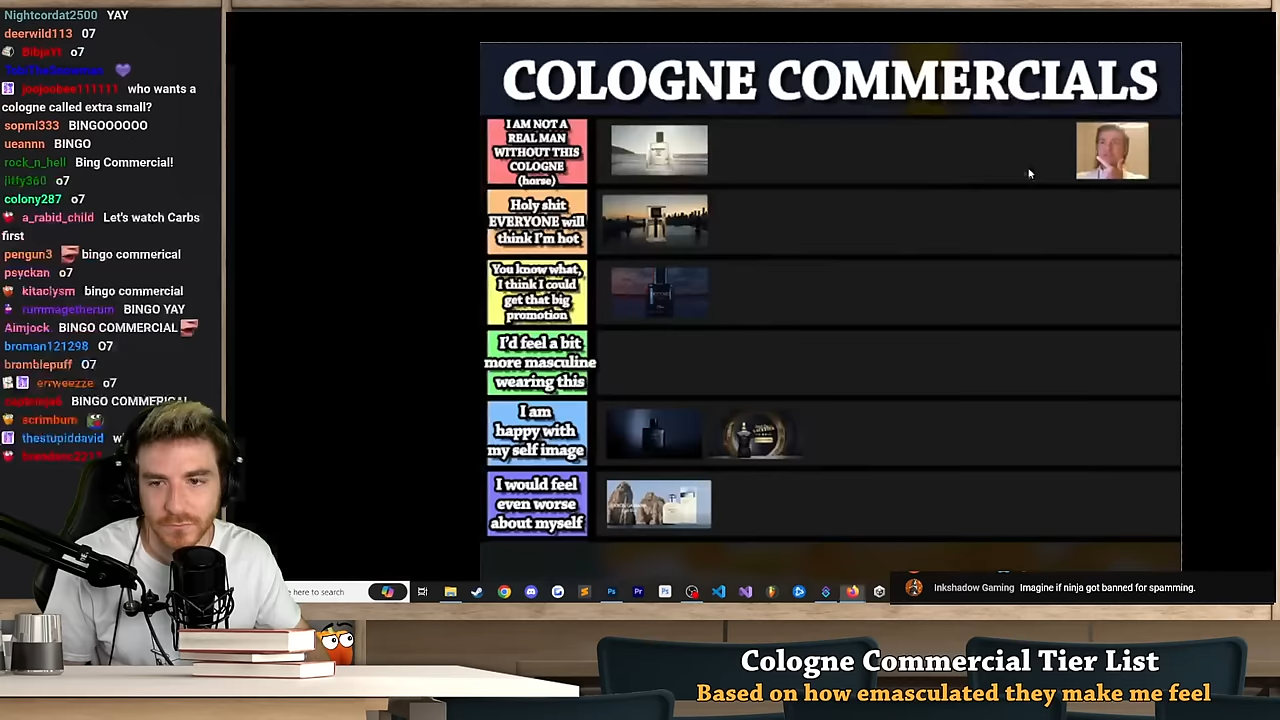 Nightcordat2500 YAY
deerwild113 O7
BibjaYt o7
joojoobee111111 who wants a
cologne called extra small?
sopml333 BINGOOOOOO
ueannn BINGO
rock_n_hell Bing Commercial!
jiffy360 o7
colony287 o7
a_rabid_child Let's watch Carbs
first
pengun3 bingo commerical
psyckan o7
kitaclysm bingo commercial
rummagetherum BINGO YAY
Aimjock BINGO COMMERCIAL
broman121298 O7
bromblepuff O7
errweezze o7
BINGO COMMERICAL
scrimbum
thestupiddavid
COLOGNE COMMERCIALS
I AM NOT A
REAL MAN
WITHOUT THIS
COLOGNE
(horse)
Holy shit
EVERYONE will
think I'm hot
You know what,
I think I could
get that big
promotion
I'd feel a bit
more masculine
wearing this
I am
happy with
my self image
I would feel
even worse
about myself
here to search
Inkshadow Gaming Imagine if ninja got banned for spamming.
Cologne Commercial Tier List
Based on how emasculated they make me feel